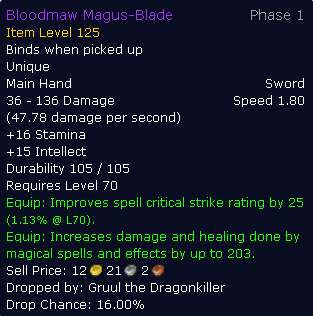 Bloodmaw Magus-Blade Phase 1
Item Level 125
Binds when picked up
Unique
Main Hand Sword
36 - 136 Damage Speed 1.80
(47.78 damage per second)
+16 Stamina
+15 Intellect
Durability 105 / 105
Requires Level 70
Equip: Improves spell critical strike rating by 25
(1.13% @ L70).
Equip: Increases damage and healing done by
magical spells and effects by up to 203.
Sell Price: 12 21 2
Dropped by: Gruul the Dragonkiller
Drop Chance: 16.00%